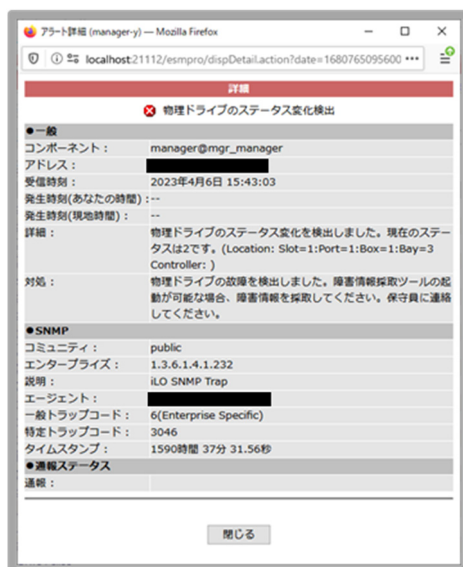 アラート詳細 (manager-y) — Mozilla Firefox
localhost:21112/esmpro/dispDetail.action?date=1680765095600 •••
詳細
物理ドライブのステータス変化検出
●一般
コンポーネント： manager@mgr_manager
アドレス：
受信時刻： 2023年4月6日 15:43:03
発生時刻(あなたの時間)：--
発生時刻(現地時間)： --
詳細： 物理ドライブのステータス変化を検出しました。現在のステー
タスは2です。(Location: Slot=1:Port=1:Box=1:Bay=3
Controller: )
対処： 物理ドライブの故障を検出しました。障害情報採取ツールの起
動が可能な場合、障害情報を採取してください。保守員に連絡
してください。
●SNMP
コミュニティ： public
エンタープライズ： 1.3.6.1.4.1.232
説明： iLO SNMP Trap
エージェント：
一般トラップコード： 6(Enterprise Specific)
特定トラップコード： 3046
タイムスタンプ： 1590時間 37分 31.56秒
●通報ステータス
通報：
閉じる